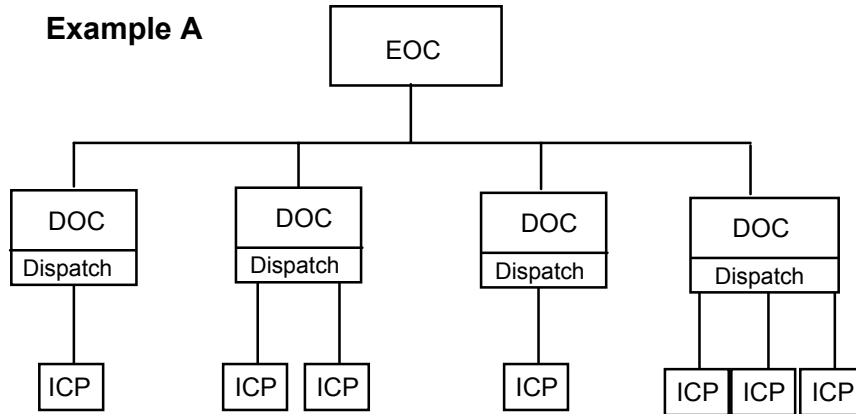 Example A
EOC
DOC DOC DOC DOC
Dispatch Dispatch Dispatch Dispatch
ICP ICP ICP ICP ICP ICP ICP